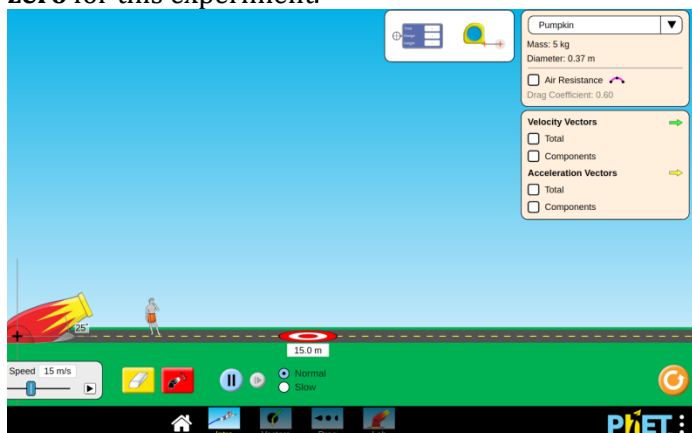 zero for this experiment.
Pumpkin
Mass: 5 kg
Diameter: 0.37 m
Air Resistance
Drag Coefficient: 0.60
Velocity Vectors
Total
Components
Acceleration Vectors
Total
Components
25°
15.0 m
Speed 15 m/s
Normal
Slow
PhET